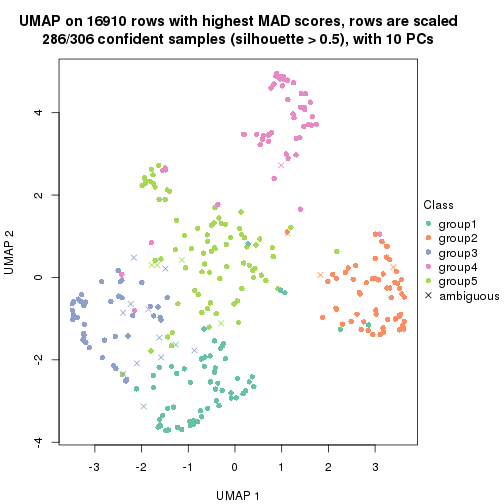 UMAP on 16910 rows with highest MAD scores, rows are scaled
286/306 confident samples (silhouette > 0.5), with 10 PCs
4
2
0
-2
-4
UMAP 2
-3
-2
-1
0
1
2
3
UMAP 1
Class
group1
group2
group3
group4
group5
ambiguous